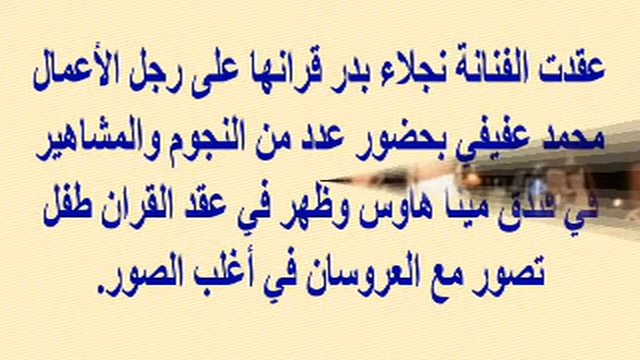 عقدت الفنانة نجلاء بدر قرانها على رجل الأعمال
محمد عفيفي بحضور عدد من النجوم والمشاهير
في فندق مينا هاوس وظهر في عقد القران طفل
تصور مع العروسان في أغلب الصور.